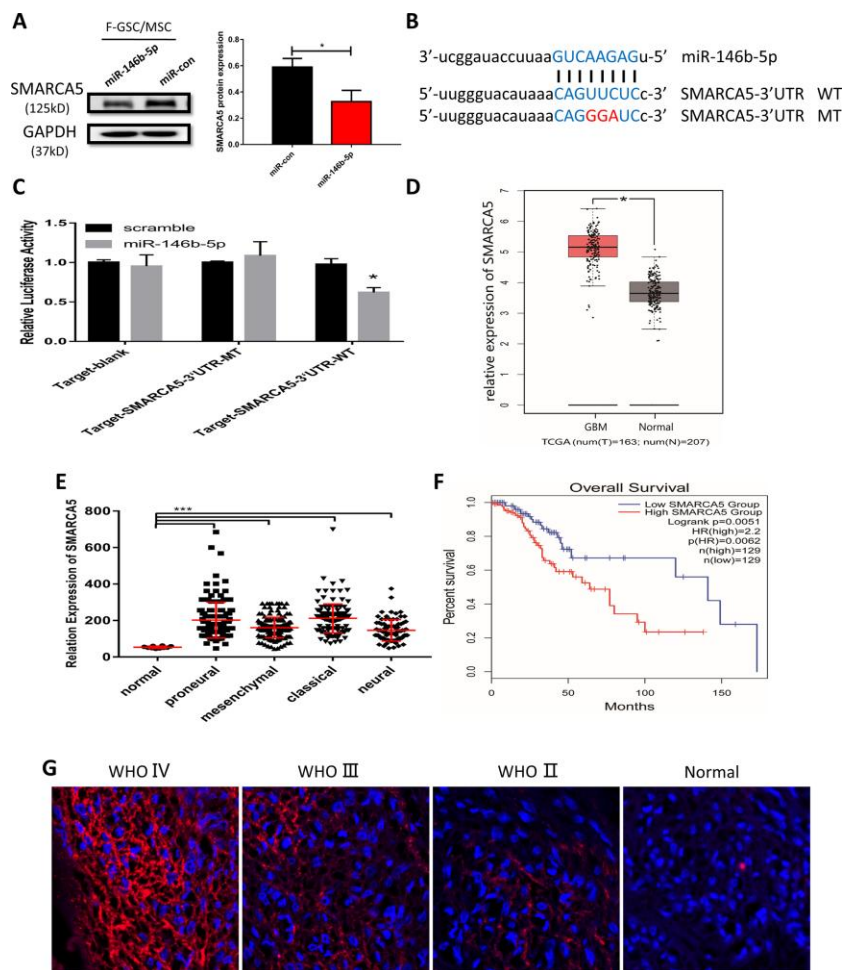 A
F-GSC/MSC
miR-146b-5p
miR-con
SMARCA5
(125kD)
GAPDH
(37kD)
SMARCA5 protein expression
0.8
0.6
0.4
0.2
0.0
*
miR-con
miR-146b-5p
B
3’-ucggauaccuuaaGUCAAGAGu-5’ miR-146b-5p
5’-uuggguacauaaaCAGUUCUCc-3’ SMARCA5-3’UTR WT
5’-uuggguacauaaaCAGGGAUCc-3’ SMARCA5-3’UTR MT
C
Relative Luciferase Activity
1.5
1.0
0.5
0.0
scramble
miR-146b-5p
*
Target-blank
Target-SMARCA5-3'UTR-MT
Target-SMARCA5-3'UTR-WT
D
relative expression of SMARCA5
7
6
5
4
3
2
1
0
*
GBM
Normal
TCGA (num(T)=163; num(N)=207)
E
Relation Expression of SMARCA5
800
600
400
200
0
***
normal
proneural
mesenchymal
classical
neural
F
Overall Survival
Low SMARCA5 Group
High SMARCA5 Group
Logrank p=0.0051
HR(high)=2.2
p(HR)=0.0062
n(high)=129
n(low)=129
Percent survival
1.0
0.8
0.6
0.4
0.2
0.0
0 50 100 150
Months
G
WHO Ⅳ
WHO Ⅲ
WHO Ⅱ
Normal